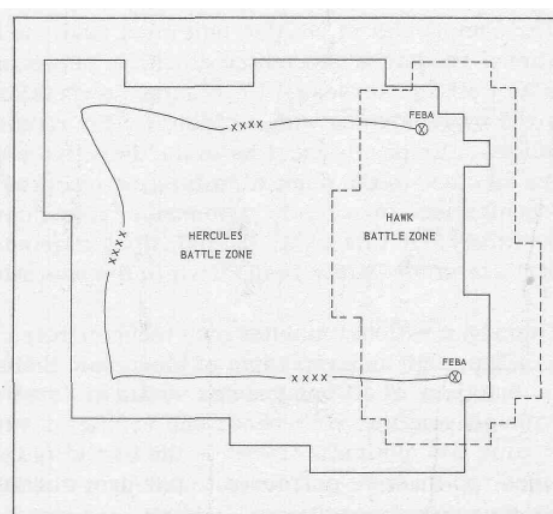 FEBA
XXXX
XXXX
HERCULES
BATTLE ZONE
HAWK
BATTLE ZONE
FEBA
XXXX